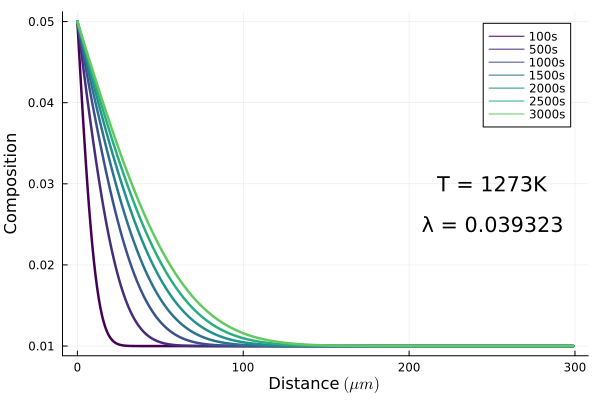 0.05
0.04
0.03
0.02
0.01
Composition
0
100
200
300
Distance (μm)
100s
500s
1000s
1500s
2000s
2500s
3000s
T = 1273K
λ = 0.039323